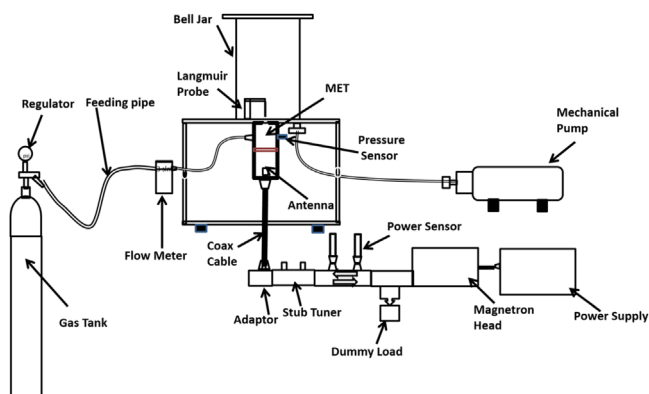 Bell Jar
Langmuir
Probe
MET
Regulator
Feeding pipe
Mechanical
Pump
Pressure
Sensor
Antenna
Flow Meter
Coax
Cable
Power Sensor
Gas Tank
Adaptor
Stub Tuner
Magnetron
Head
Power Supply
Dummy Load